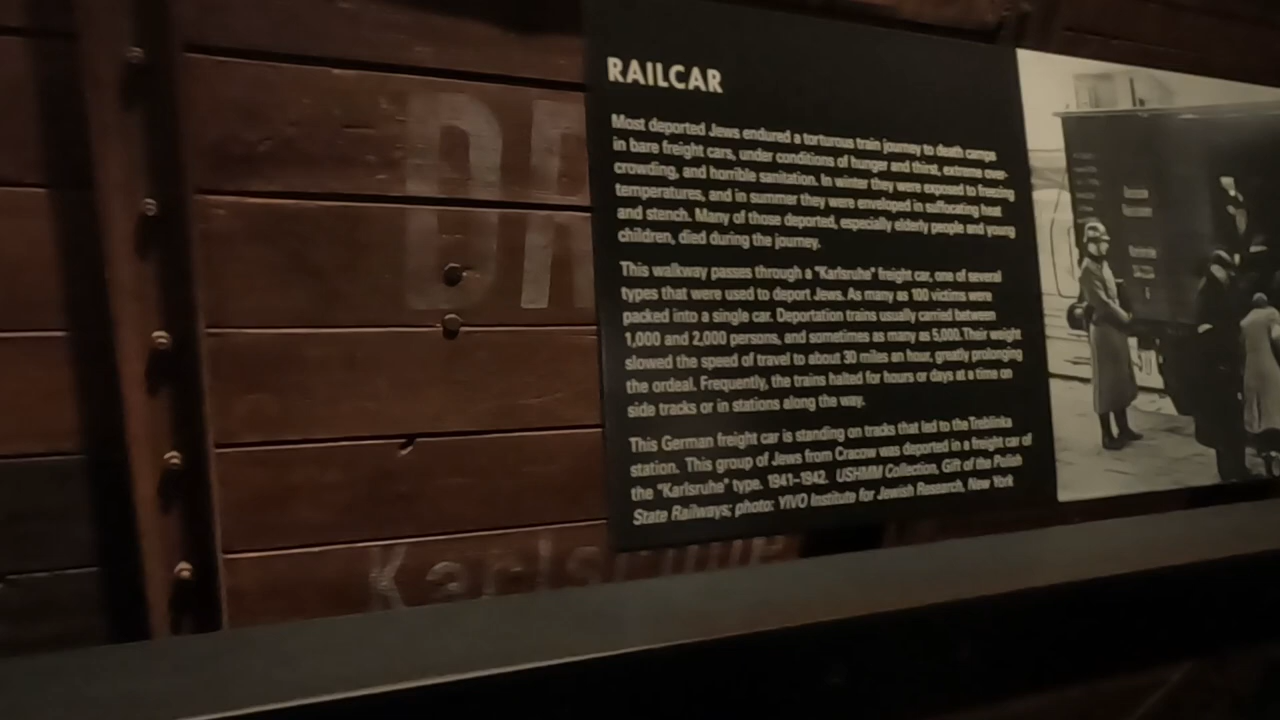 DR
RAILCAR
Most deported Jews endured a torturous train journey to death camps
in bare freight cars, under conditions of hunger and thirst, extreme over-
crowding, and horrible sanitation. In winter they were exposed to freezing
temperatures, and in summer they were enveloped in suffocating heat
and stench. Many of those deported, especially elderly people and young
children, died during the journey.
This walkway passes through a "Karlsruhe" freight car, one of several
types that were used to deport Jews. As many as 100 victims were
packed into a single car. Deportation trains usually carried between
1,000 and 2,000 persons, and sometimes as many as 5,000. Their weight
slowed the speed of travel to about 30 miles an hour, greatly prolonging
the ordeal. Frequently, the trains halted for hours or days at a time on
side tracks or in stations along the way.
This German freight car is standing on tracks that led to the Treblinka
station. This group of Jews from Cracow was deported in a freight car of
the "Karlsruhe" type. 1941–1942. USHMM Collection, Gift of the Polish
State Railways; photo: YIVO Institute for Jewish Research, New York
Karlsruhe